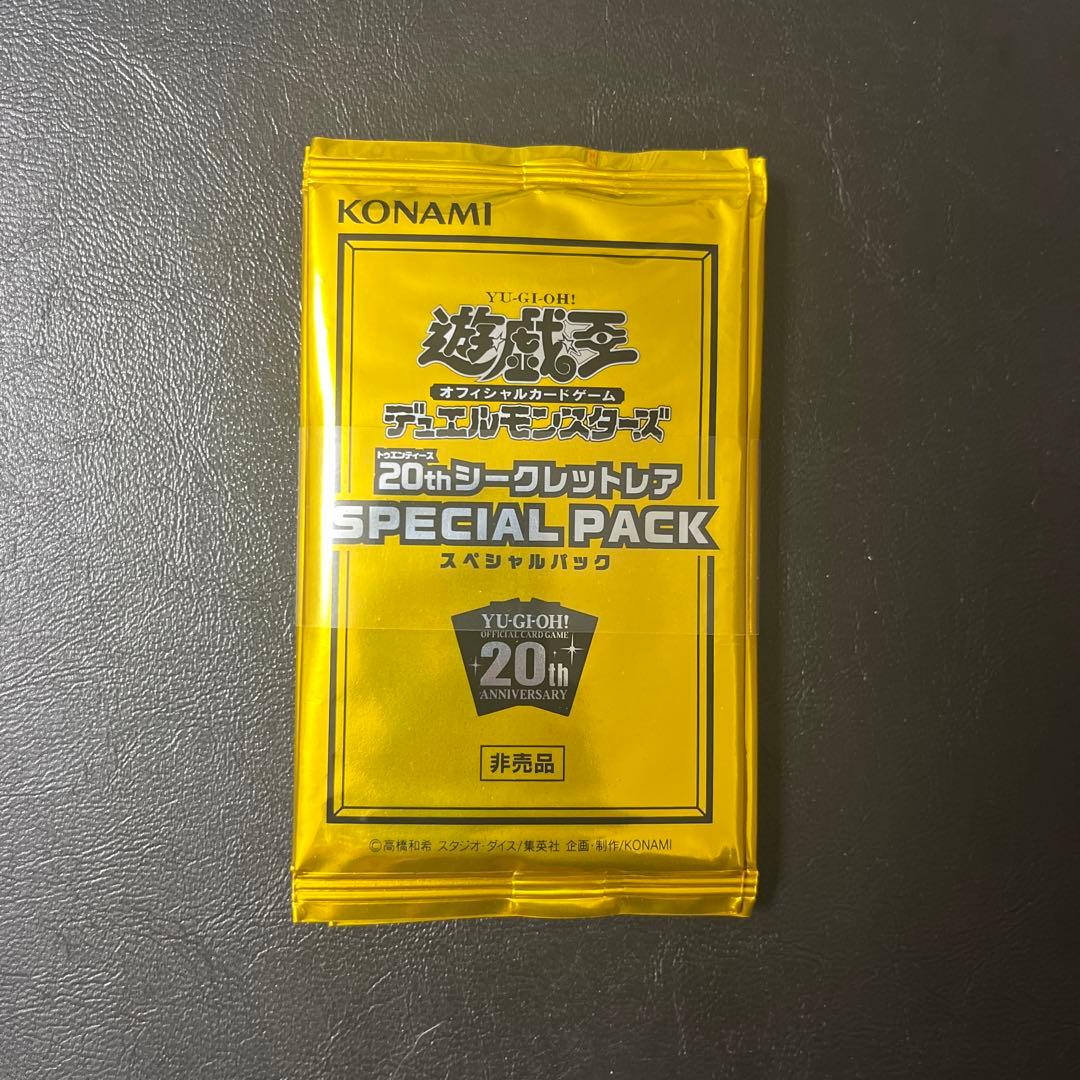 KONAMI
YU-GI-OH!
遊戯王
オフィシャルカードゲーム
デュエルモンスターズ
トゥエンティース
20thシークレットレア
SPECIAL PACK
スペシャルパック
YU-GI-OH!
OFFICIAL CARD GAME
20th
ANNIVERSARY
非売品
©高橋和希 スタジオ・ダイス/集英社 企画・制作/KONAMI